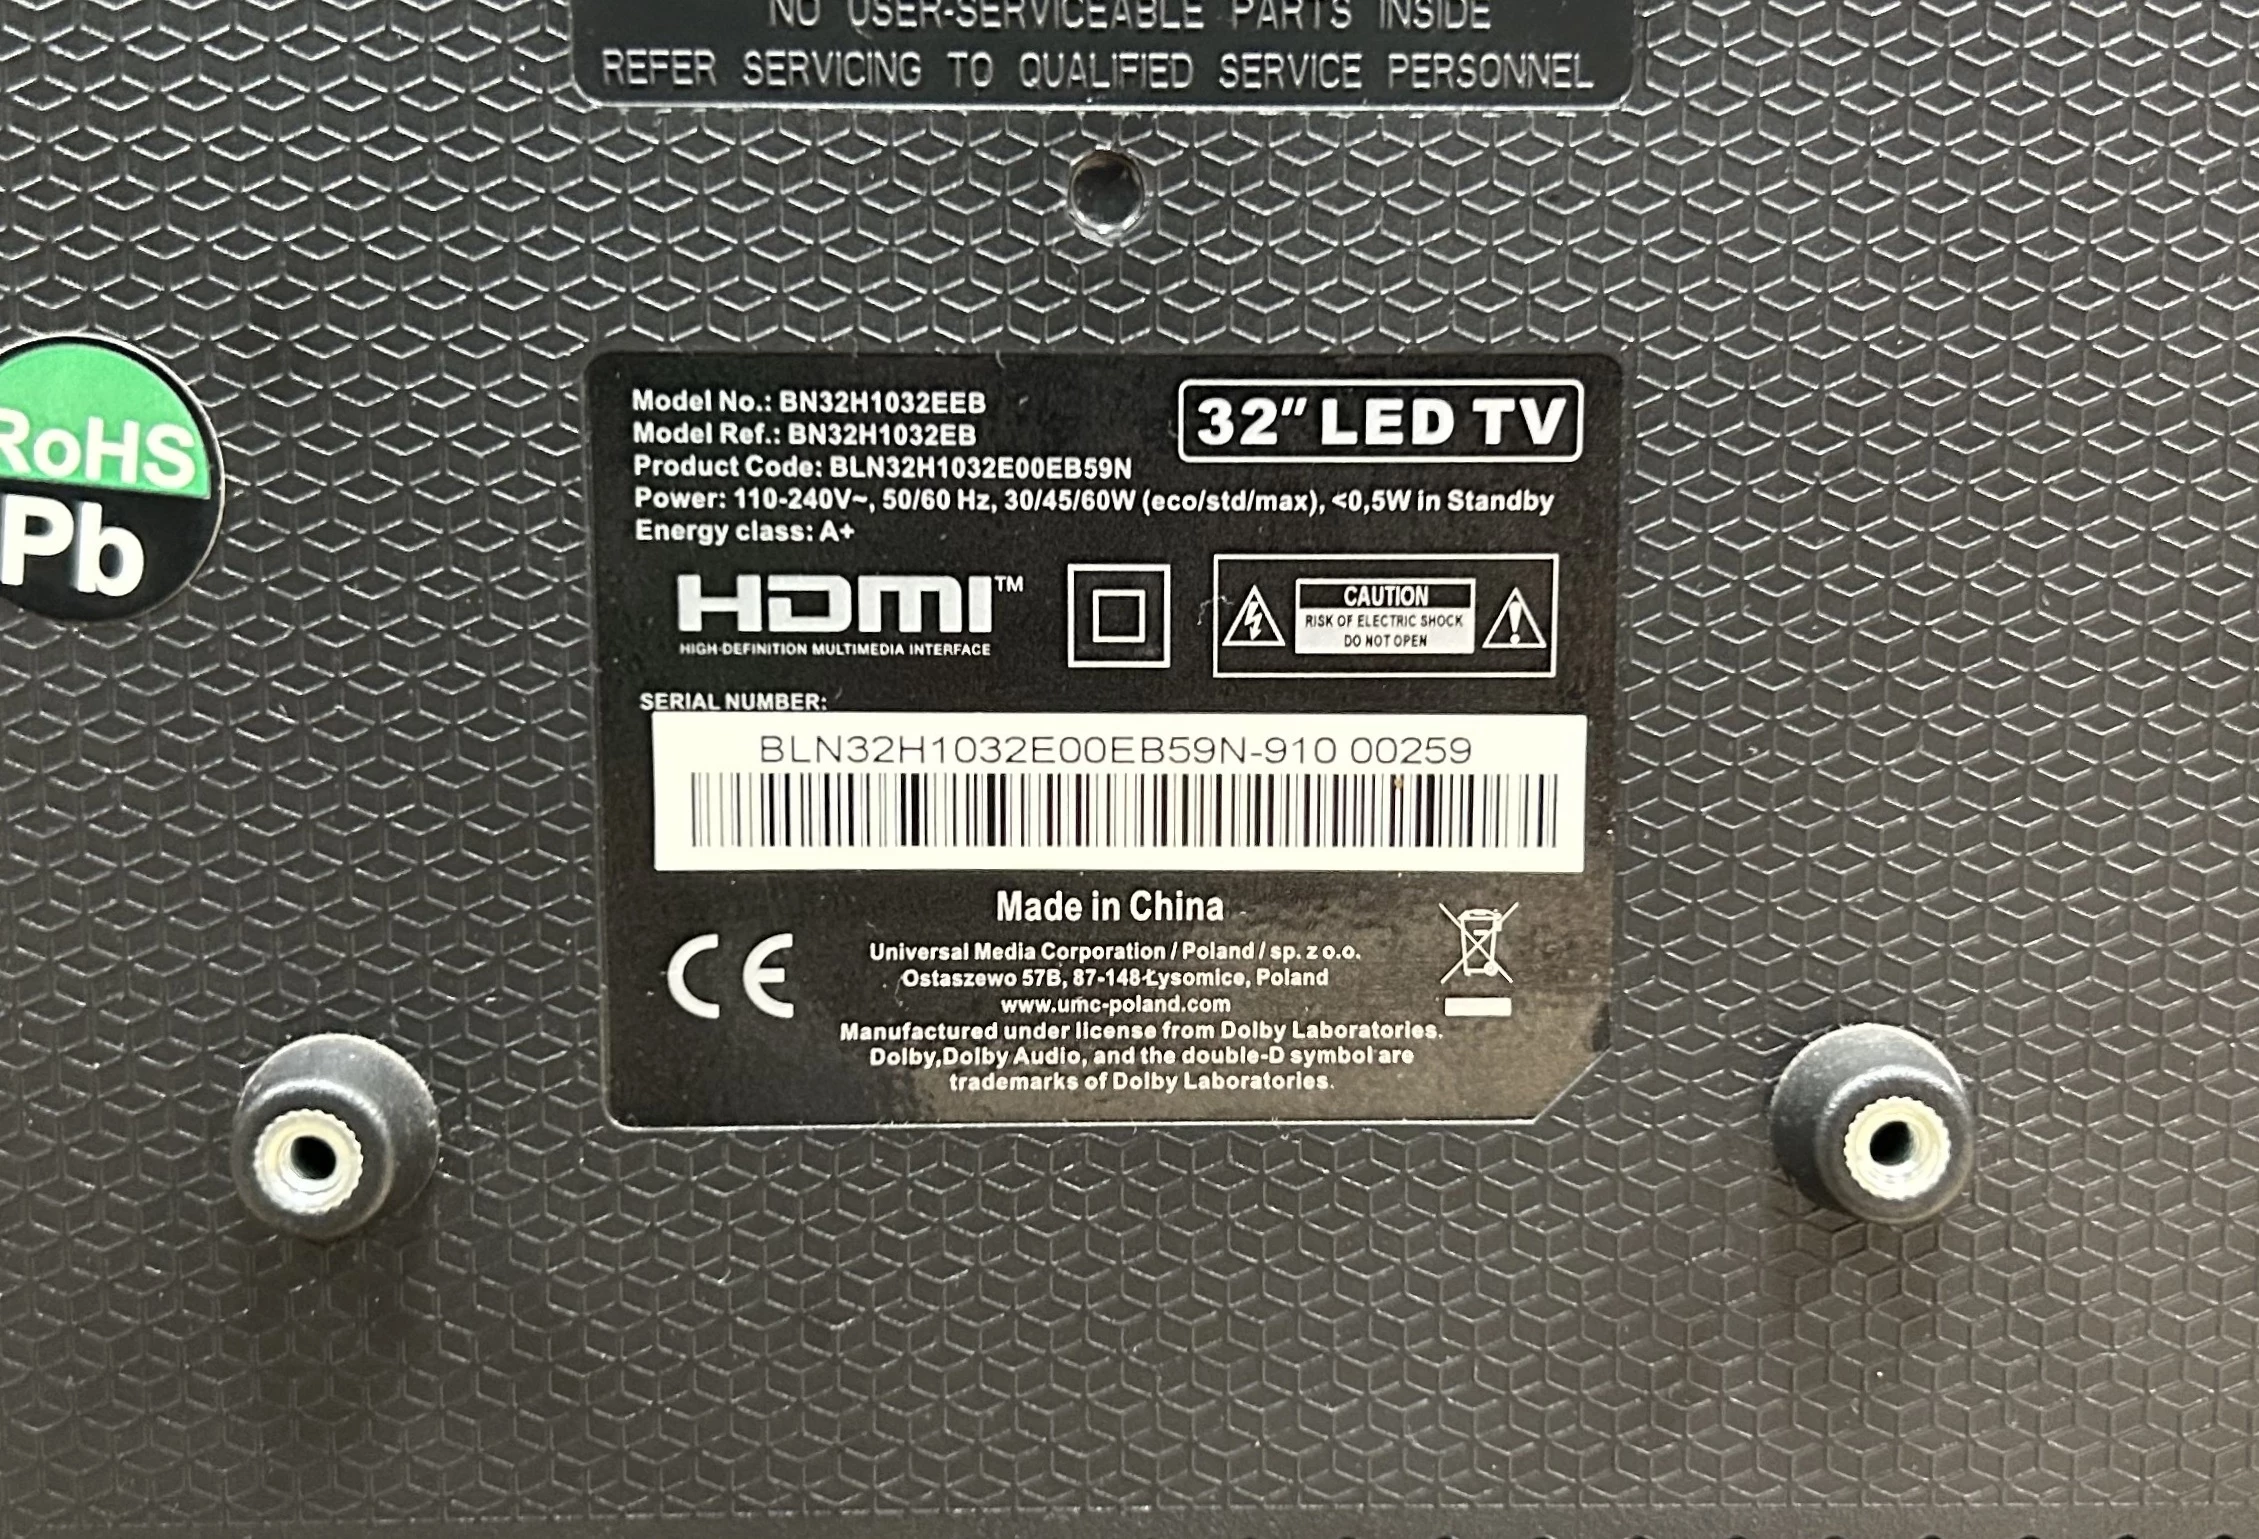 NO USER-SERVICEABLE PARTS INSIDE
REFER SERVICING TO QUALIFIED SERVICE PERSONNEL
RoHS
Pb
Model No.: BN32H1032EEB
Model Ref.: BN32H1032EB
Product Code: BLN32H1032E00EB59N
Power: 110-240V~, 50/60 Hz, 30/45/60W (eco/std/max), <0,5W in Standby
Energy class: A+
32" LED TV
HDMI™
HIGH-DEFINITION MULTIMEDIA INTERFACE
CAUTION
RISK OF ELECTRIC SHOCK
DO NOT OPEN
SERIAL NUMBER:
BLN32H1032E00EB59N-910 00259
Made in China
CE
Universal Media Corporation / Poland / sp. z o.o.
Ostaszewo 57B, 87-148 Łysomice, Poland
www.umc-poland.com
Manufactured under license from Dolby Laboratories.
Dolby,Dolby Audio, and the double-D symbol are
trademarks of Dolby Laboratories.